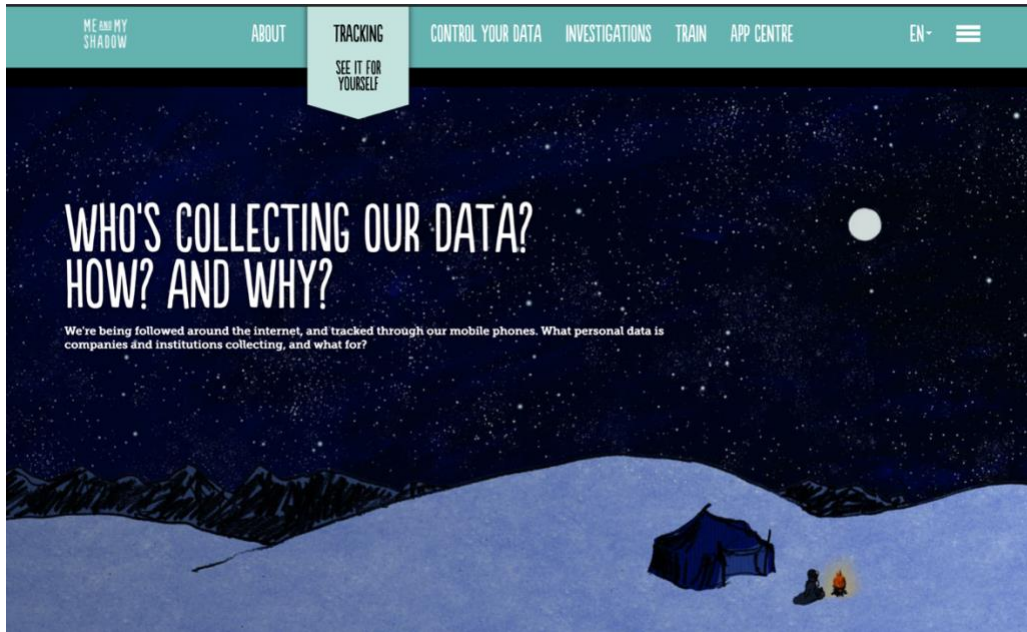 ME AND MY
SHADOW
ABOUT
TRACKING
SEE IT FOR
YOURSELF
CONTROL YOUR DATA
INVESTIGATIONS
TRAIN
APP CENTRE
EN
WHO'S COLLECTING OUR DATA?
HOW? AND WHY?
We're being followed around the internet, and tracked through our mobile phones. What personal data is
companies and institutions collecting, and what for?